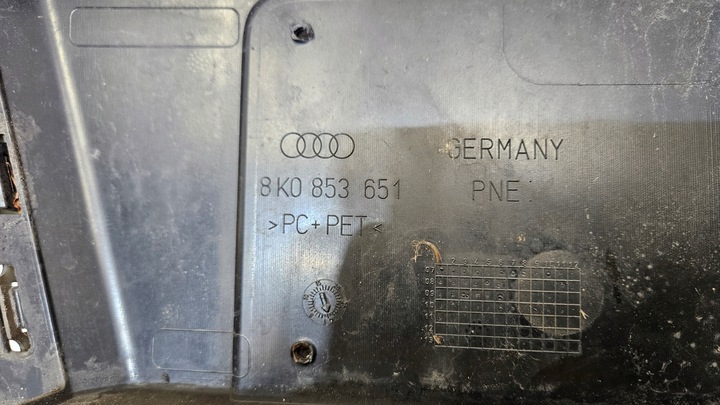 GERMANY
8K0 853 651
PNE
>PC+PET<